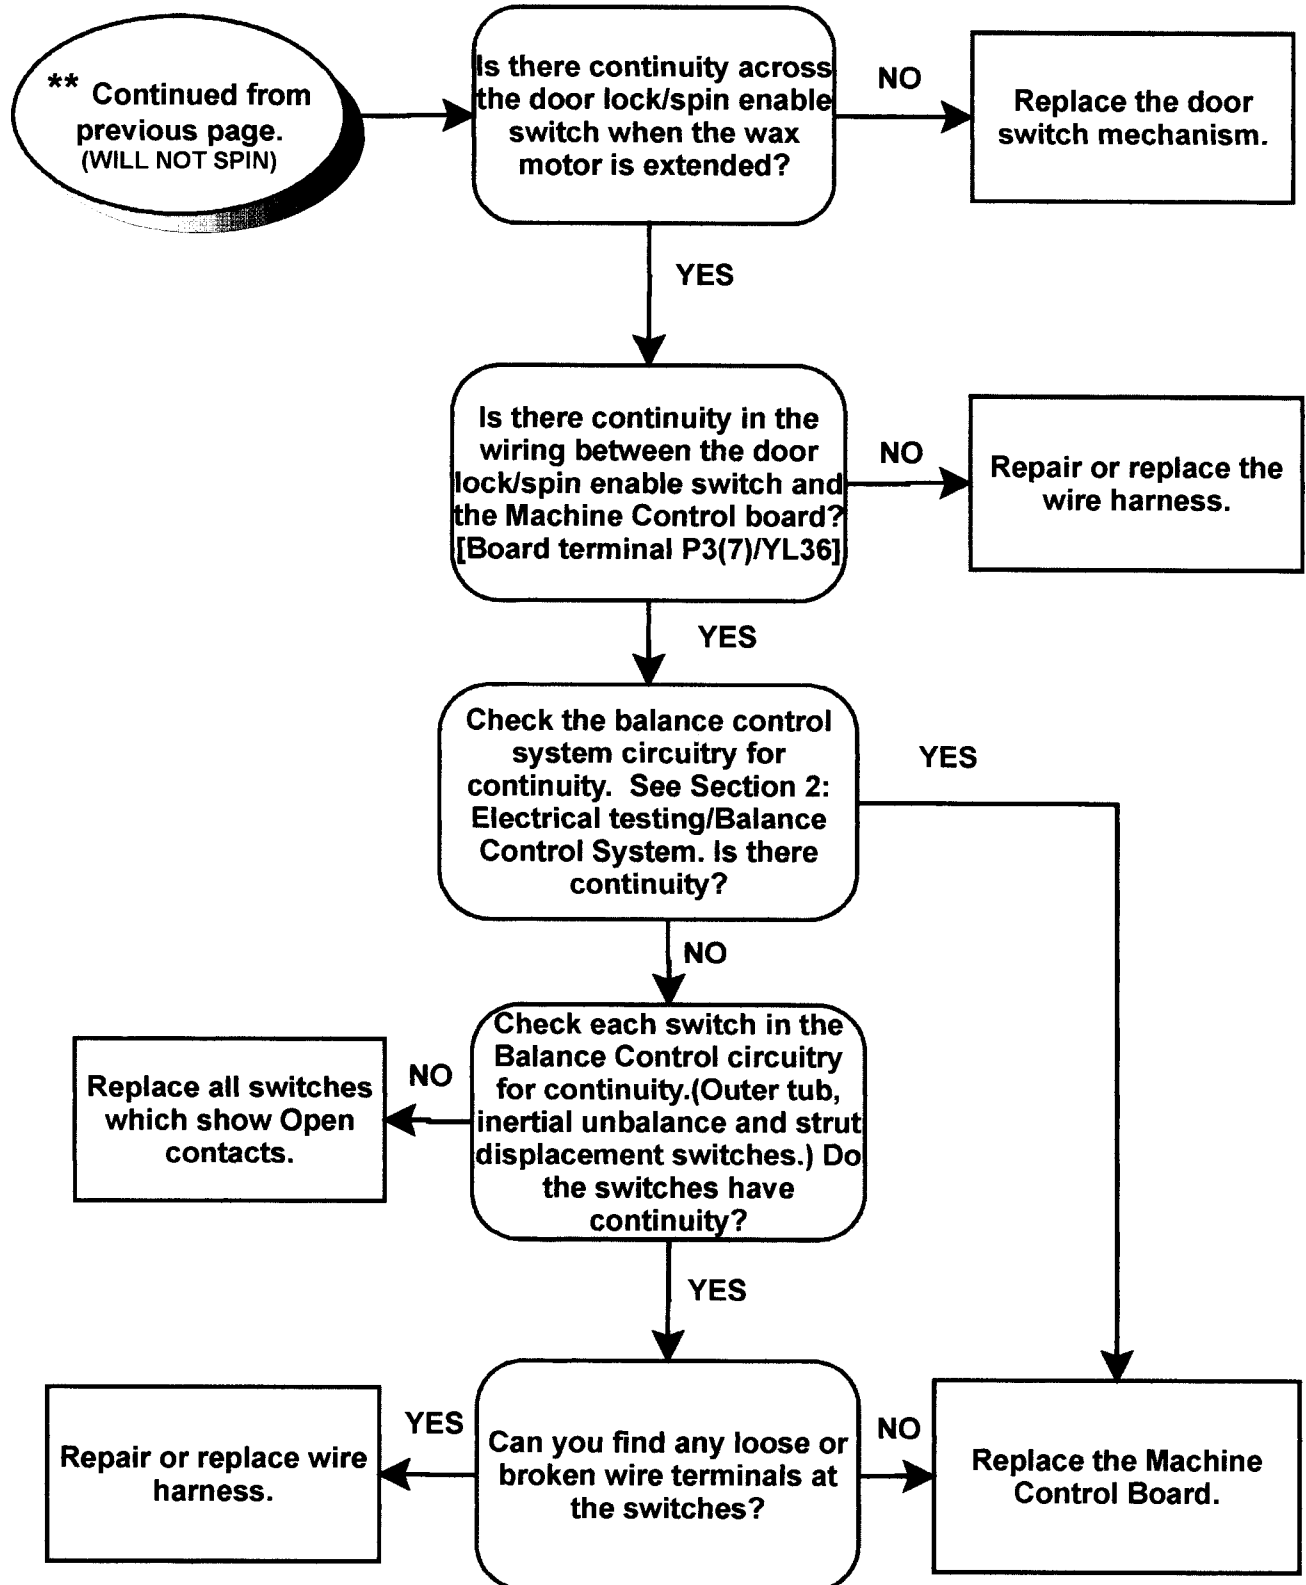 ** Continued from
previous page.
(WILL NOT SPIN)
Is there continuity across
the door lock/spin enable
switch when the wax
motor is extended?
NO
Replace the door
switch mechanism.
YES
Is there continuity in the
wiring between the door
lock/spin enable switch and
the Machine Control board?
[Board terminal P3(7)/YL36]
NO
Repair or replace the
wire harness.
YES
Check the balance control
system circuitry for
continuity. See Section 2:
Electrical testing/Balance
Control System. Is there
continuity?
YES
NO
Check each switch in the
Balance Control circuitry
for continuity.(Outer tub,
inertial unbalance and strut
displacement switches.) Do
the switches have
continuity?
NO
Replace all switches
which show Open
contacts.
YES
Can you find any loose or
broken wire terminals at
the switches?
YES
Repair or replace wire
harness.
NO
Replace the Machine
Control Board.